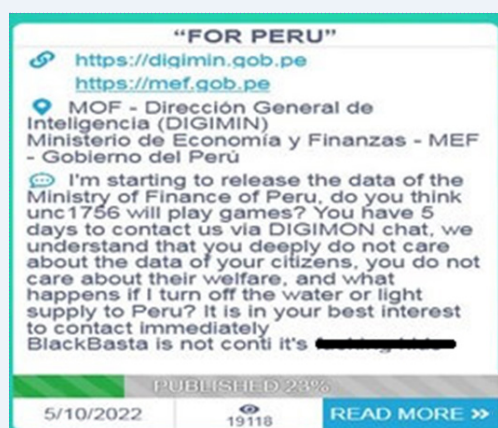 “FOR PERU”
https://digimin.gob.pe
https://mef.gob.pe
MOF - Dirección General de
Inteligencia (DIGIMIN)
Ministerio de Economía y Finanzas - MEF
- Gobierno del Perú
I'm starting to release the data of the
Ministry of Finance of Peru, do you think
unc1756 will play games? You have 5
days to contact us via DIGIMON chat, we
understand that you deeply do not care
about the data of your citizens, you do not
care about their welfare, and what
happens if I turn off the water or light
supply to Peru? It is in your best interest
to contact immediately
BlackBasta is not conti it's
PUBLISHED 23%
5/10/2022
19118
READ MORE »